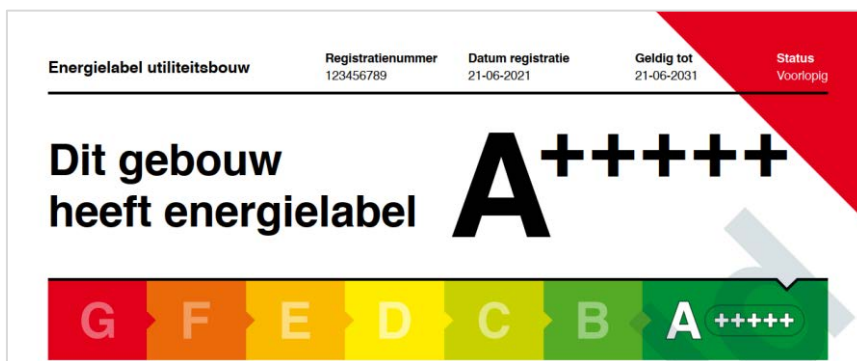 Energielabel utiliteitsbouw
Registratienummer
123456789
Datum registratie
21-06-2021
Geldig tot
21-06-2031
Status
Voorlopig
Dit gebouw
heeft energielabel
A+++++
G F E D C B A +++++